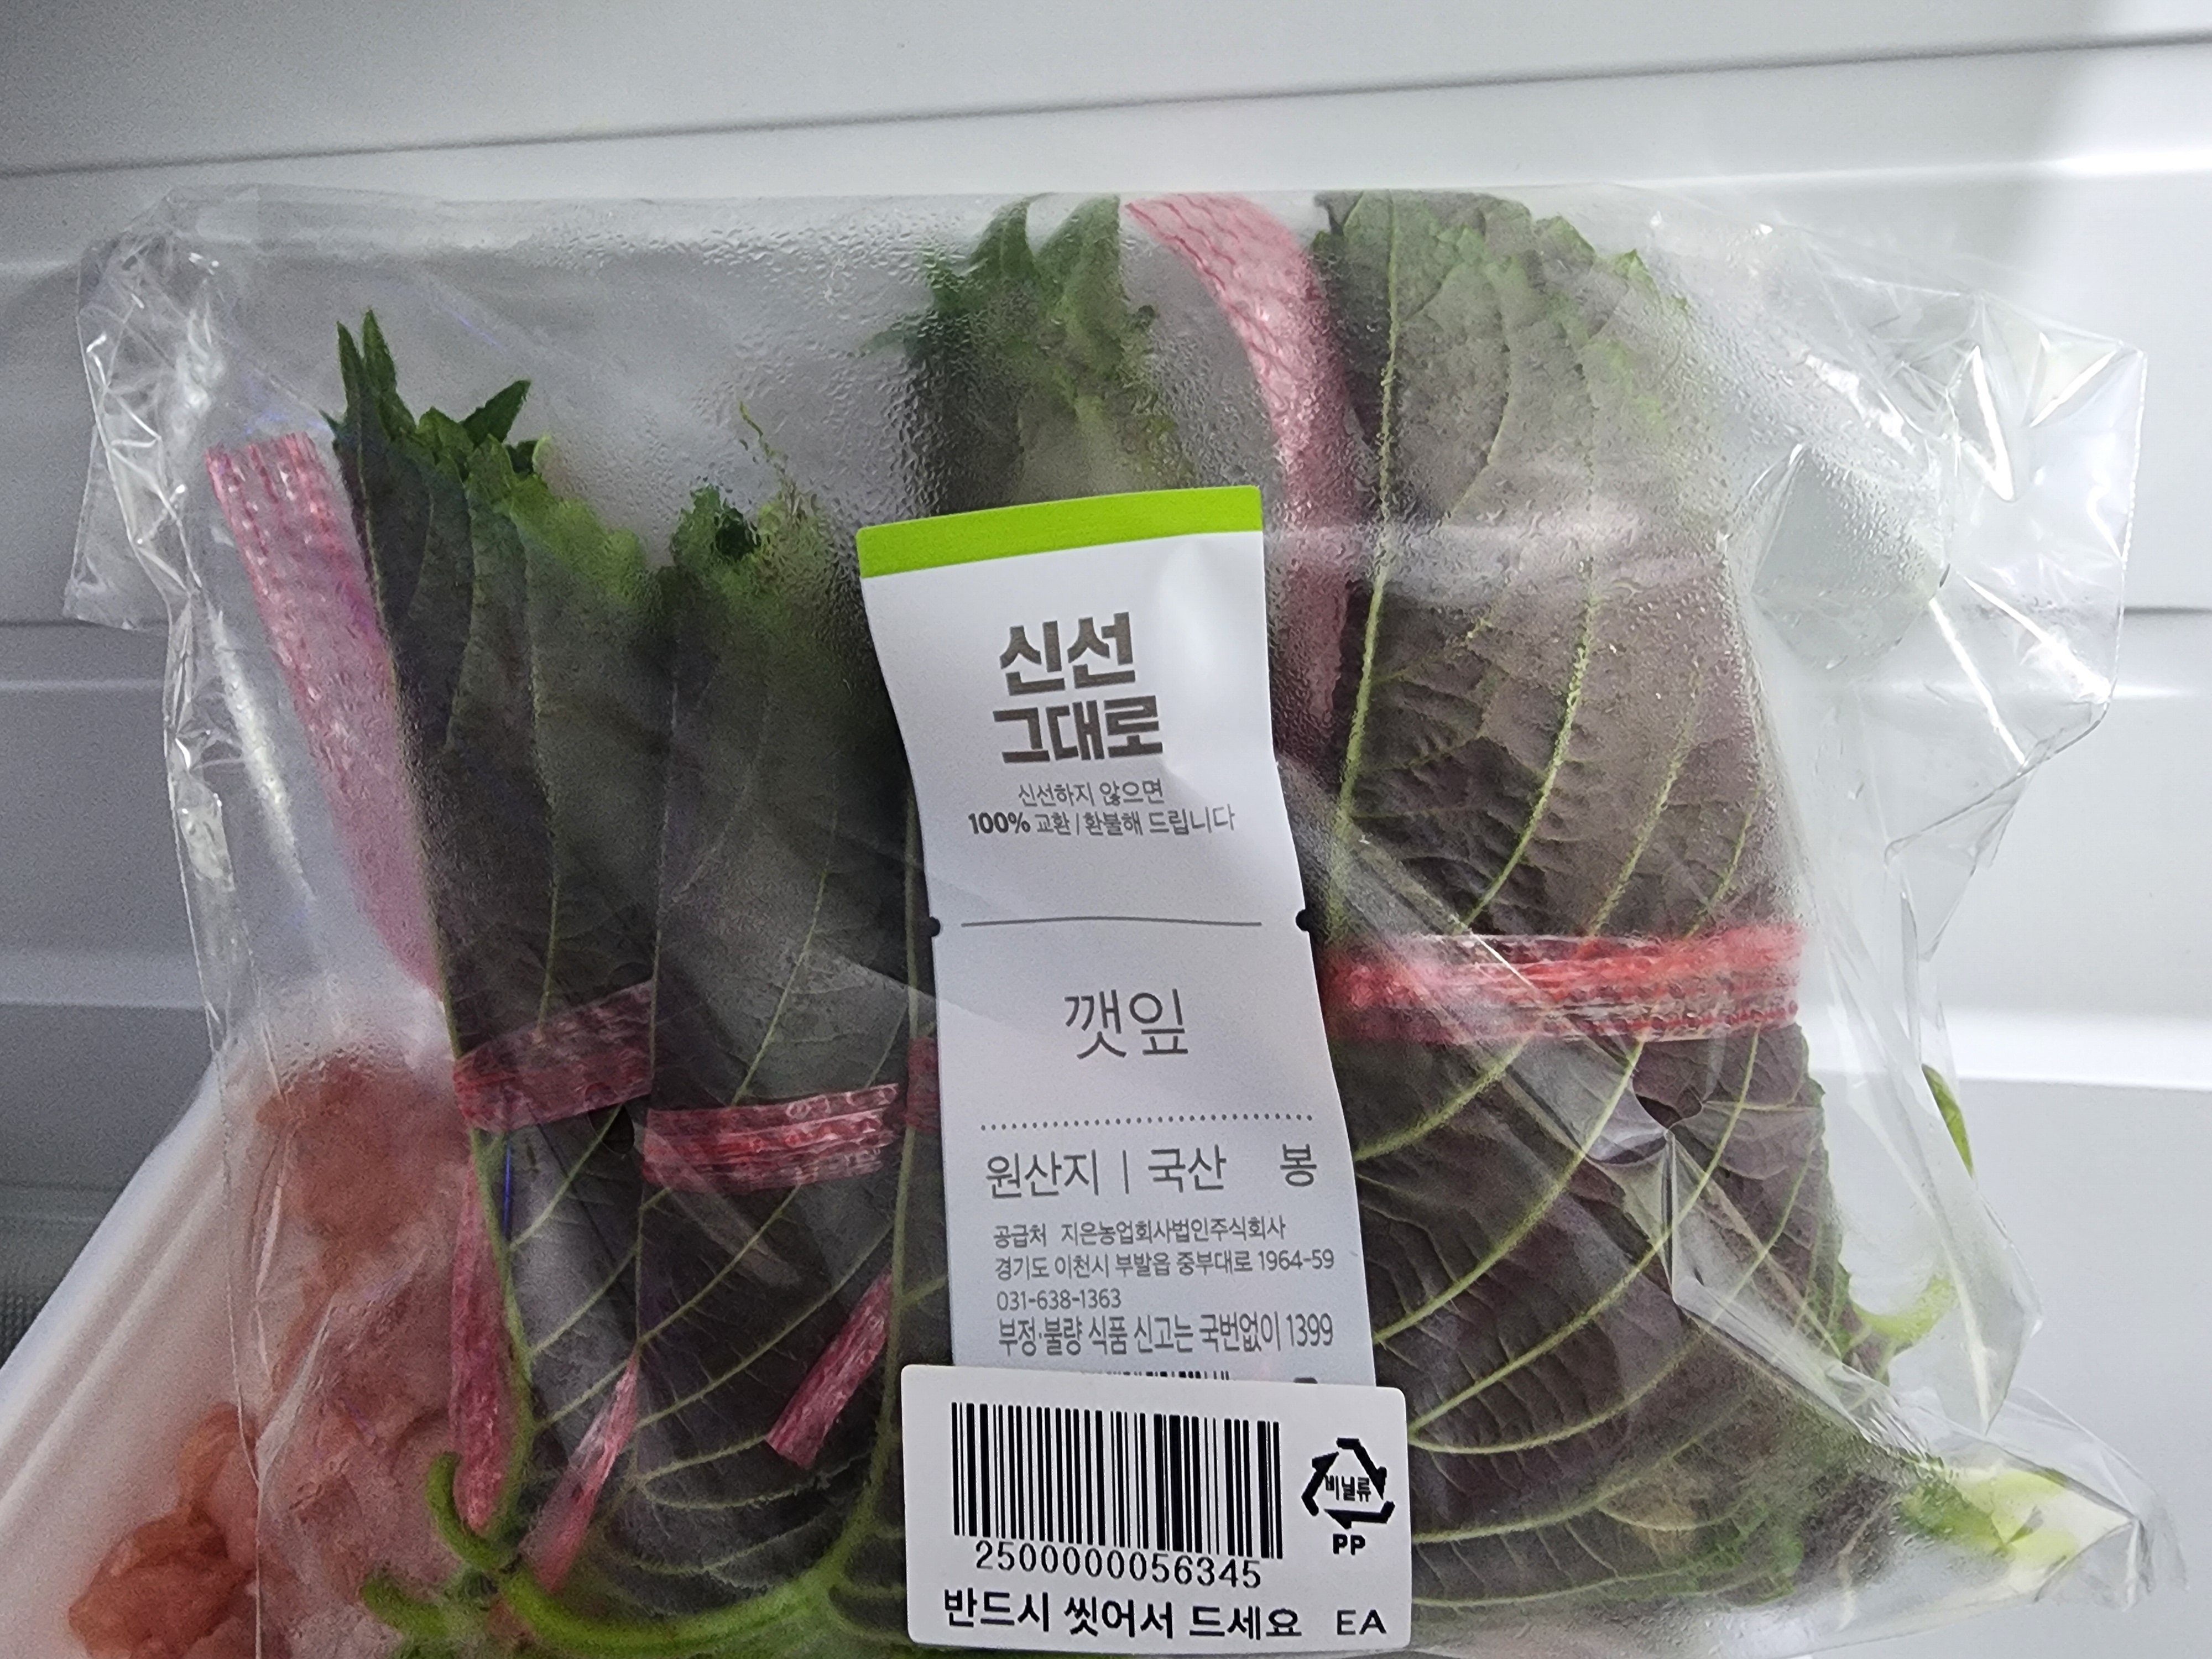 신선
그대로
신선하지 않으면
100% 교환 / 환불해 드립니다
깻잎
원산지 | 국산 봉
공급처 지은농업회사법인주식회사
경기도 이천시 부발읍 중부대로 1964-59
031-638-1363
부정·불량 식품 신고는 국번없이 1399
비닐류
PP
2500000056345
반드시 씻어서 드세요 EA